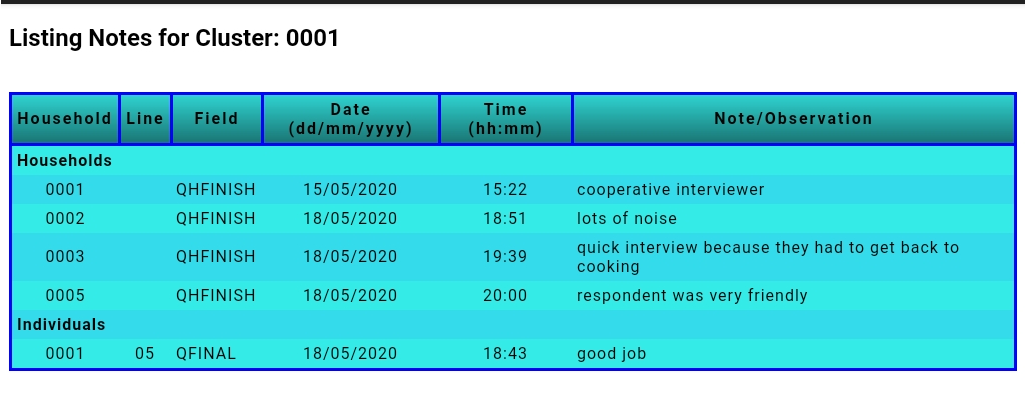 Listing Notes for Cluster: 0001
Household Line Field Date (dd/mm/yyyy) Time (hh:mm) Note/Observation
Households
0001 QHFINISH 15/05/2020 15:22 cooperative interviewer
0002 QHFINISH 18/05/2020 18:51 lots of noise
0003 QHFINISH 18/05/2020 19:39 quick interview because they had to get back to
cooking
0005 QHFINISH 18/05/2020 20:00 respondent was very friendly
Individuals
0001 05 QFINAL 18/05/2020 18:43 good job